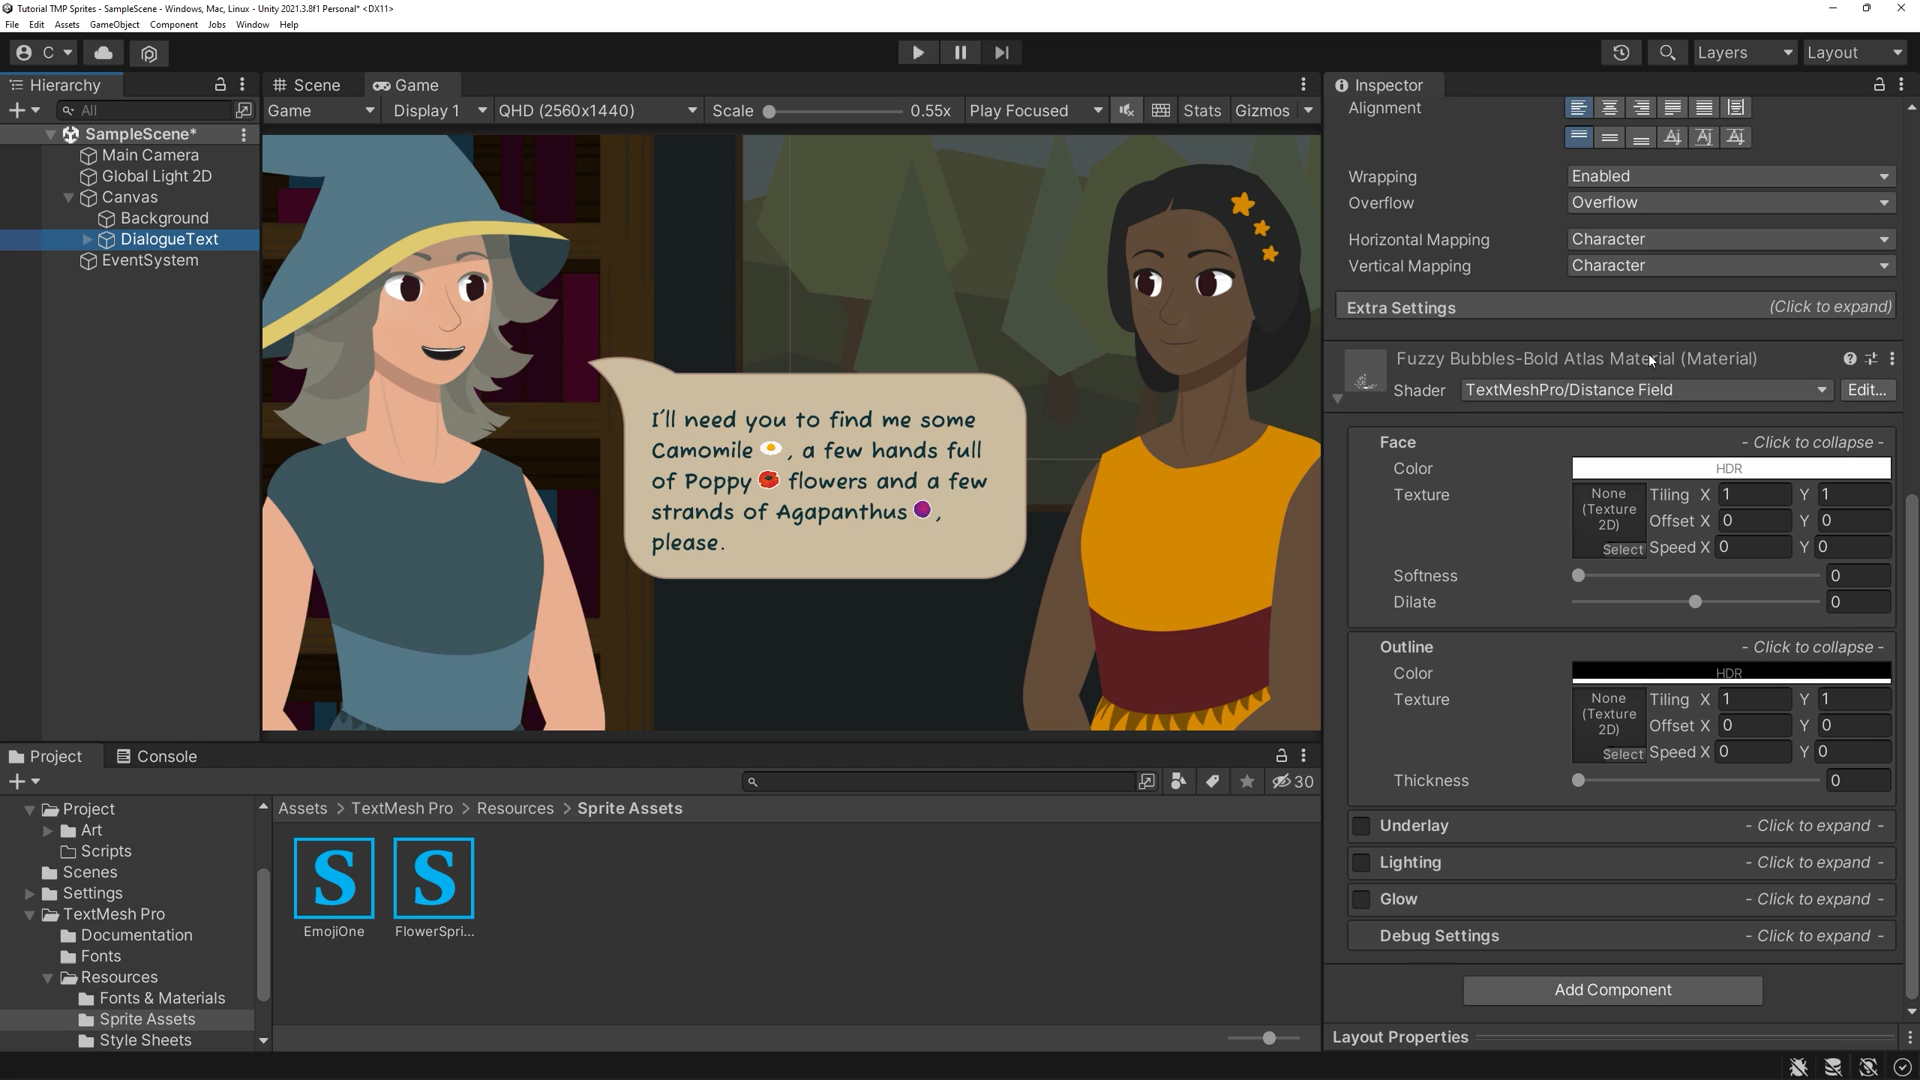 Tutorial TMP Sprites - SampleScene - Windows, Mac, Linux - Unity 2021.3.8f1 Personal* <DX11>
File Edit Assets GameObject Component Jobs Window Help
C
Layers
Layout
Hierarchy
All
SampleScene*
Main Camera
Global Light 2D
Canvas
Background
DialogueText
EventSystem
Scene Game
Game Display 1 QHD (2560x1440) Scale 0.55x Play Focused Stats Gizmos
I'll need you to find me some
Camomile , a few hands full
of Poppy flowers and a few
strands of Agapanthus ,
please.
Inspector
Alignment
Wrapping Enabled
Overflow Overflow
Horizontal Mapping Character
Vertical Mapping Character
Extra Settings (Click to expand)
Fuzzy Bubbles-Bold Atlas Material (Material)
Shader TextMeshPro/Distance Field Edit...
Face - Click to collapse -
Color HDR
Texture None (Texture 2D) Select
Tiling X 1 Y 1
Offset X 0 Y 0
Speed X 0 Y 0
Softness 0
Dilate 0
Outline - Click to collapse -
Color HDR
Texture None (Texture 2D) Select
Tiling X 1 Y 1
Offset X 0 Y 0
Speed X 0 Y 0
Thickness 0
Underlay - Click to expand -
Lighting - Click to expand -
Glow - Click to expand -
Debug Settings - Click to expand -
Add Component
Layout Properties
Project Console
30
Project
Art
Scripts
Scenes
Settings
TextMesh Pro
Documentation
Fonts
Resources
Fonts & Materials
Sprite Assets
Style Sheets
Assets > TextMesh Pro > Resources > Sprite Assets
S S
EmojiOne FlowerSpri...